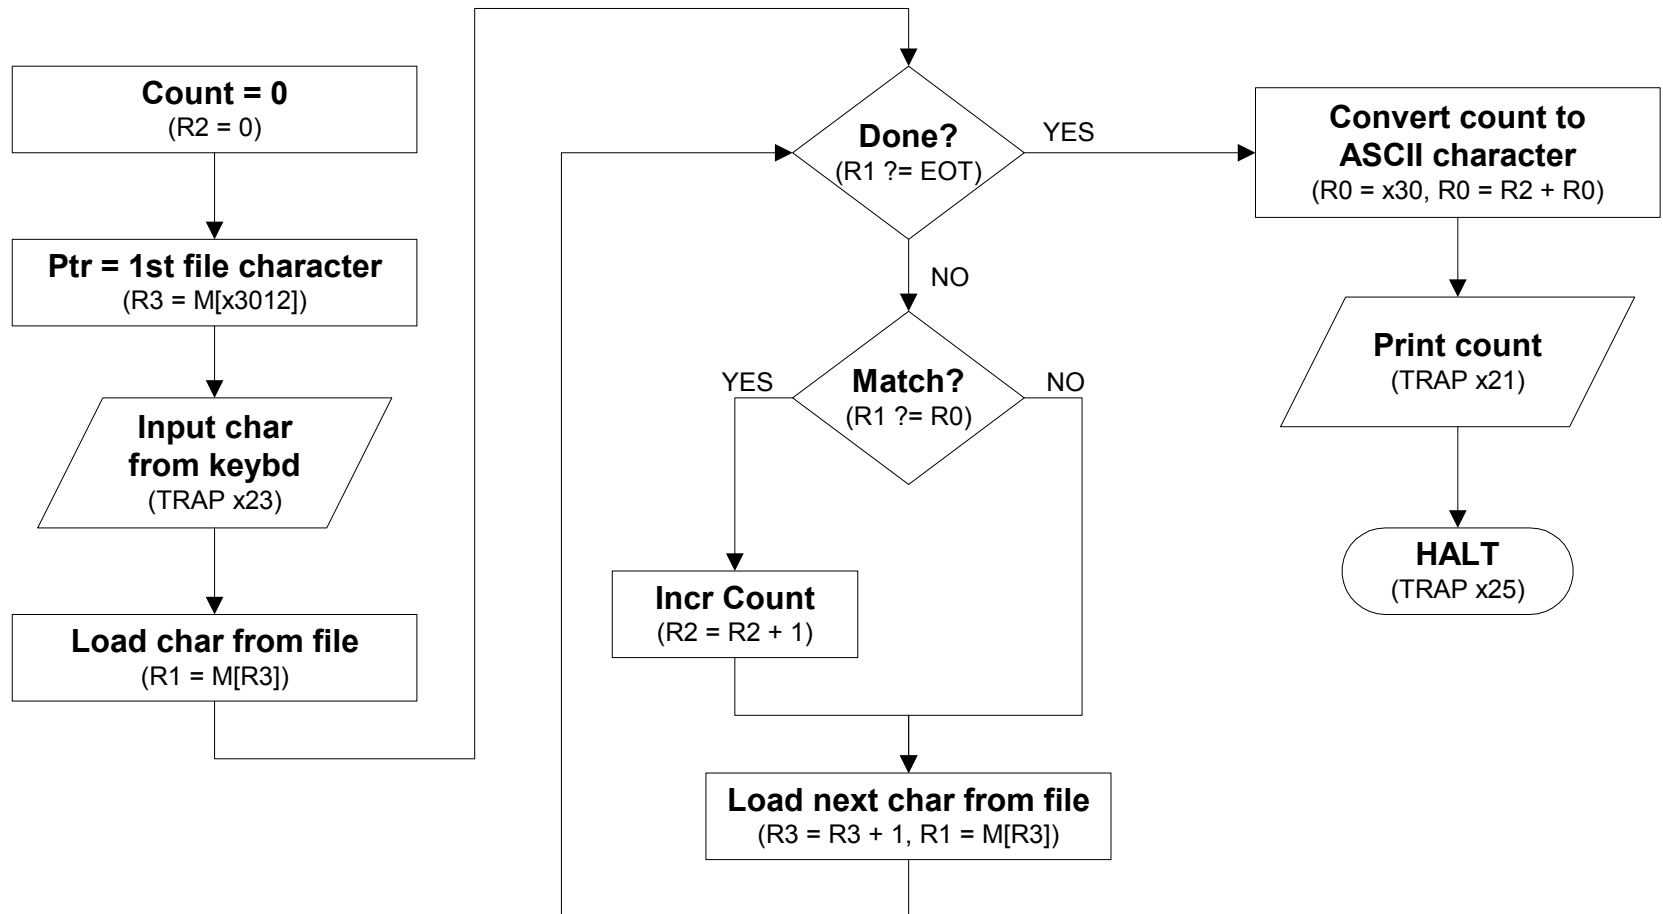 Count = 0
(R2 = 0)
Ptr = 1st file character
(R3 = M[x3012])
Input char
from keybd
(TRAP x23)
Load char from file
(R1 = M[R3])
Done?
(R1 ?= EOT)
YES
NO
Match?
(R1 ?= R0)
YES
NO
Incr Count
(R2 = R2 + 1)
Load next char from file
(R3 = R3 + 1, R1 = M[R3])
Convert count to
ASCII character
(R0 = x30, R0 = R2 + R0)
Print count
(TRAP x21)
HALT
(TRAP x25)